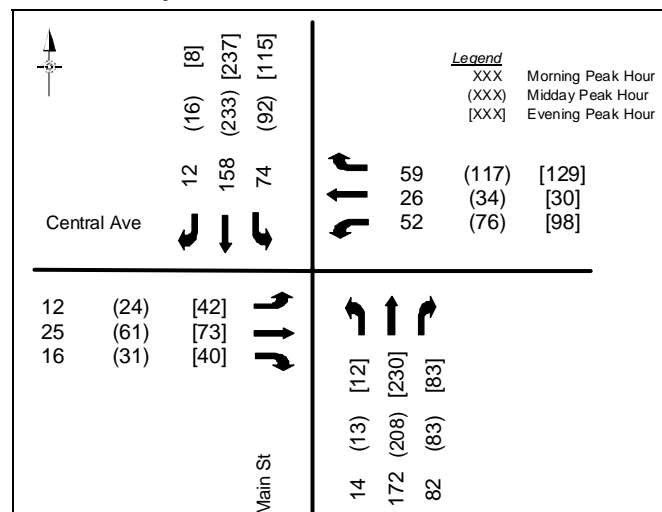 Legend
XXX Morning Peak Hour
(XXX) Midday Peak Hour
[XXX] Evening Peak Hour
12 (16) [8]
158 (233) [237]
74 (92) [115]
59 (117) [129]
26 (34) [30]
52 (76) [98]
Central Ave
12 (24) [42]
25 (61) [73]
16 (31) [40]
Main St
14 (13) [12]
172 (208) [230]
82 (83) [83]